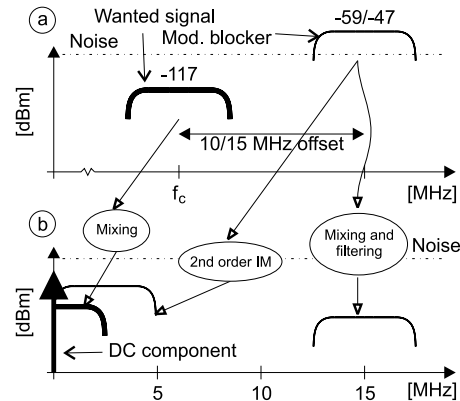 Wanted signal
-59/-47
a
Mod. blocker
Noise
-117
[dBm]
10/15 MHz offset
fc
[MHz]
b
Mixing
2nd order IM
Mixing and
filtering
Noise
[dBm]
DC component
5
10
15
[MHz]